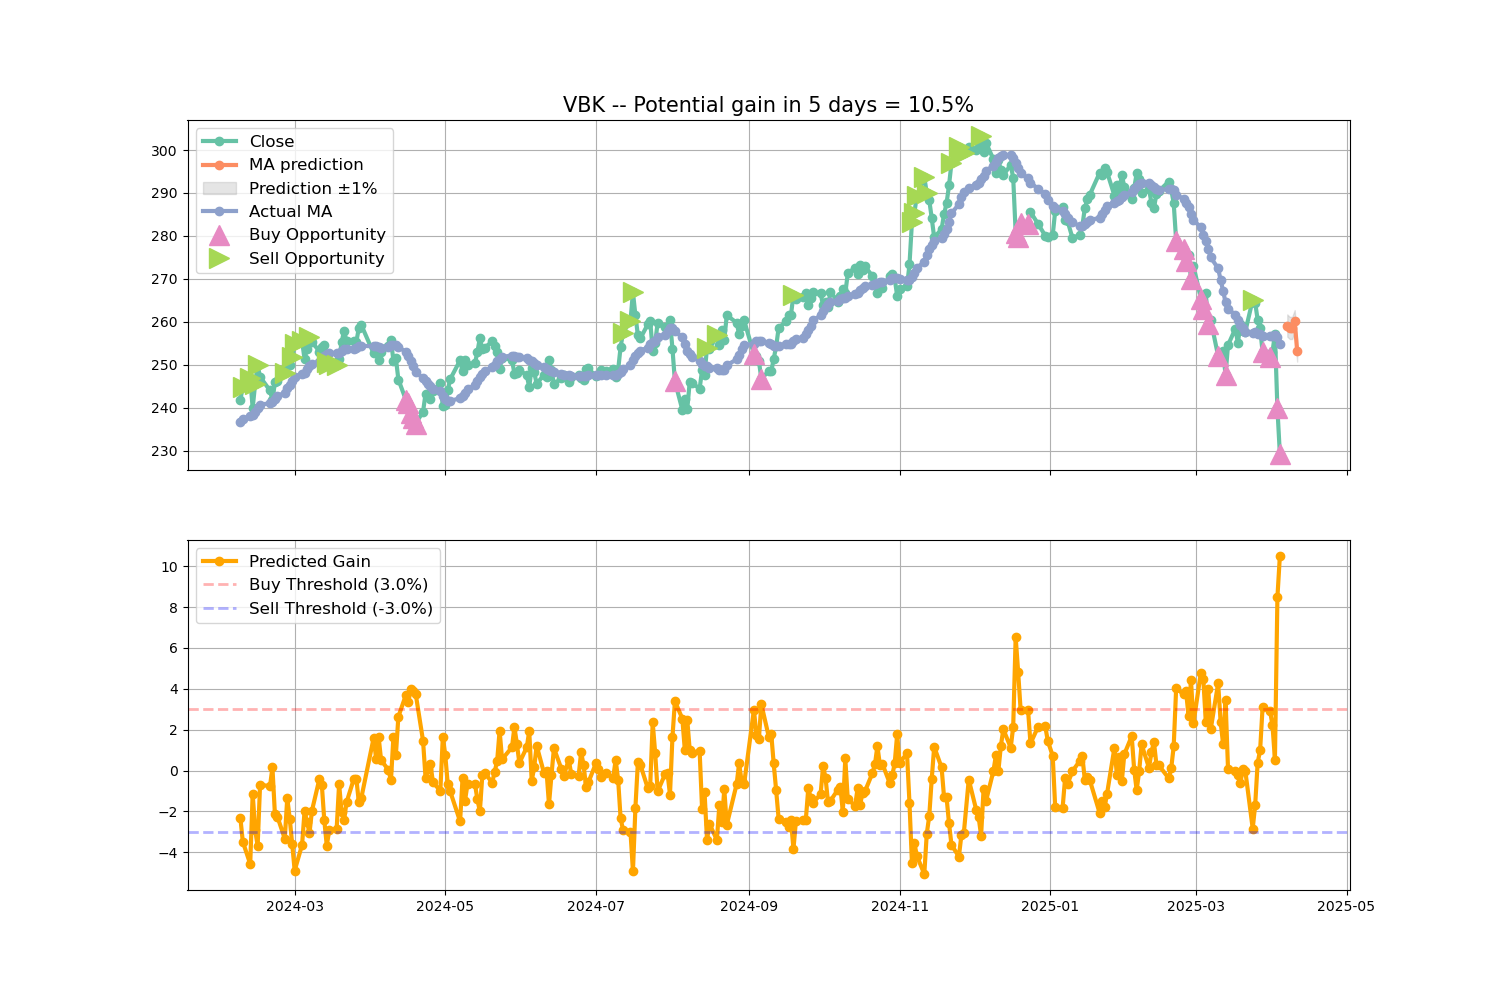 VBK -- Potential gain in 5 days = 10.5%
Close
MA prediction
Prediction ±1%
Actual MA
Buy Opportunity
Sell Opportunity
300
290
280
270
260
250
240
230
Predicted Gain
Buy Threshold (3.0%)
Sell Threshold (-3.0%)
10
8
6
4
2
0
−2
−4
2024-03
2024-05
2024-07
2024-09
2024-11
2025-01
2025-03
2025-05